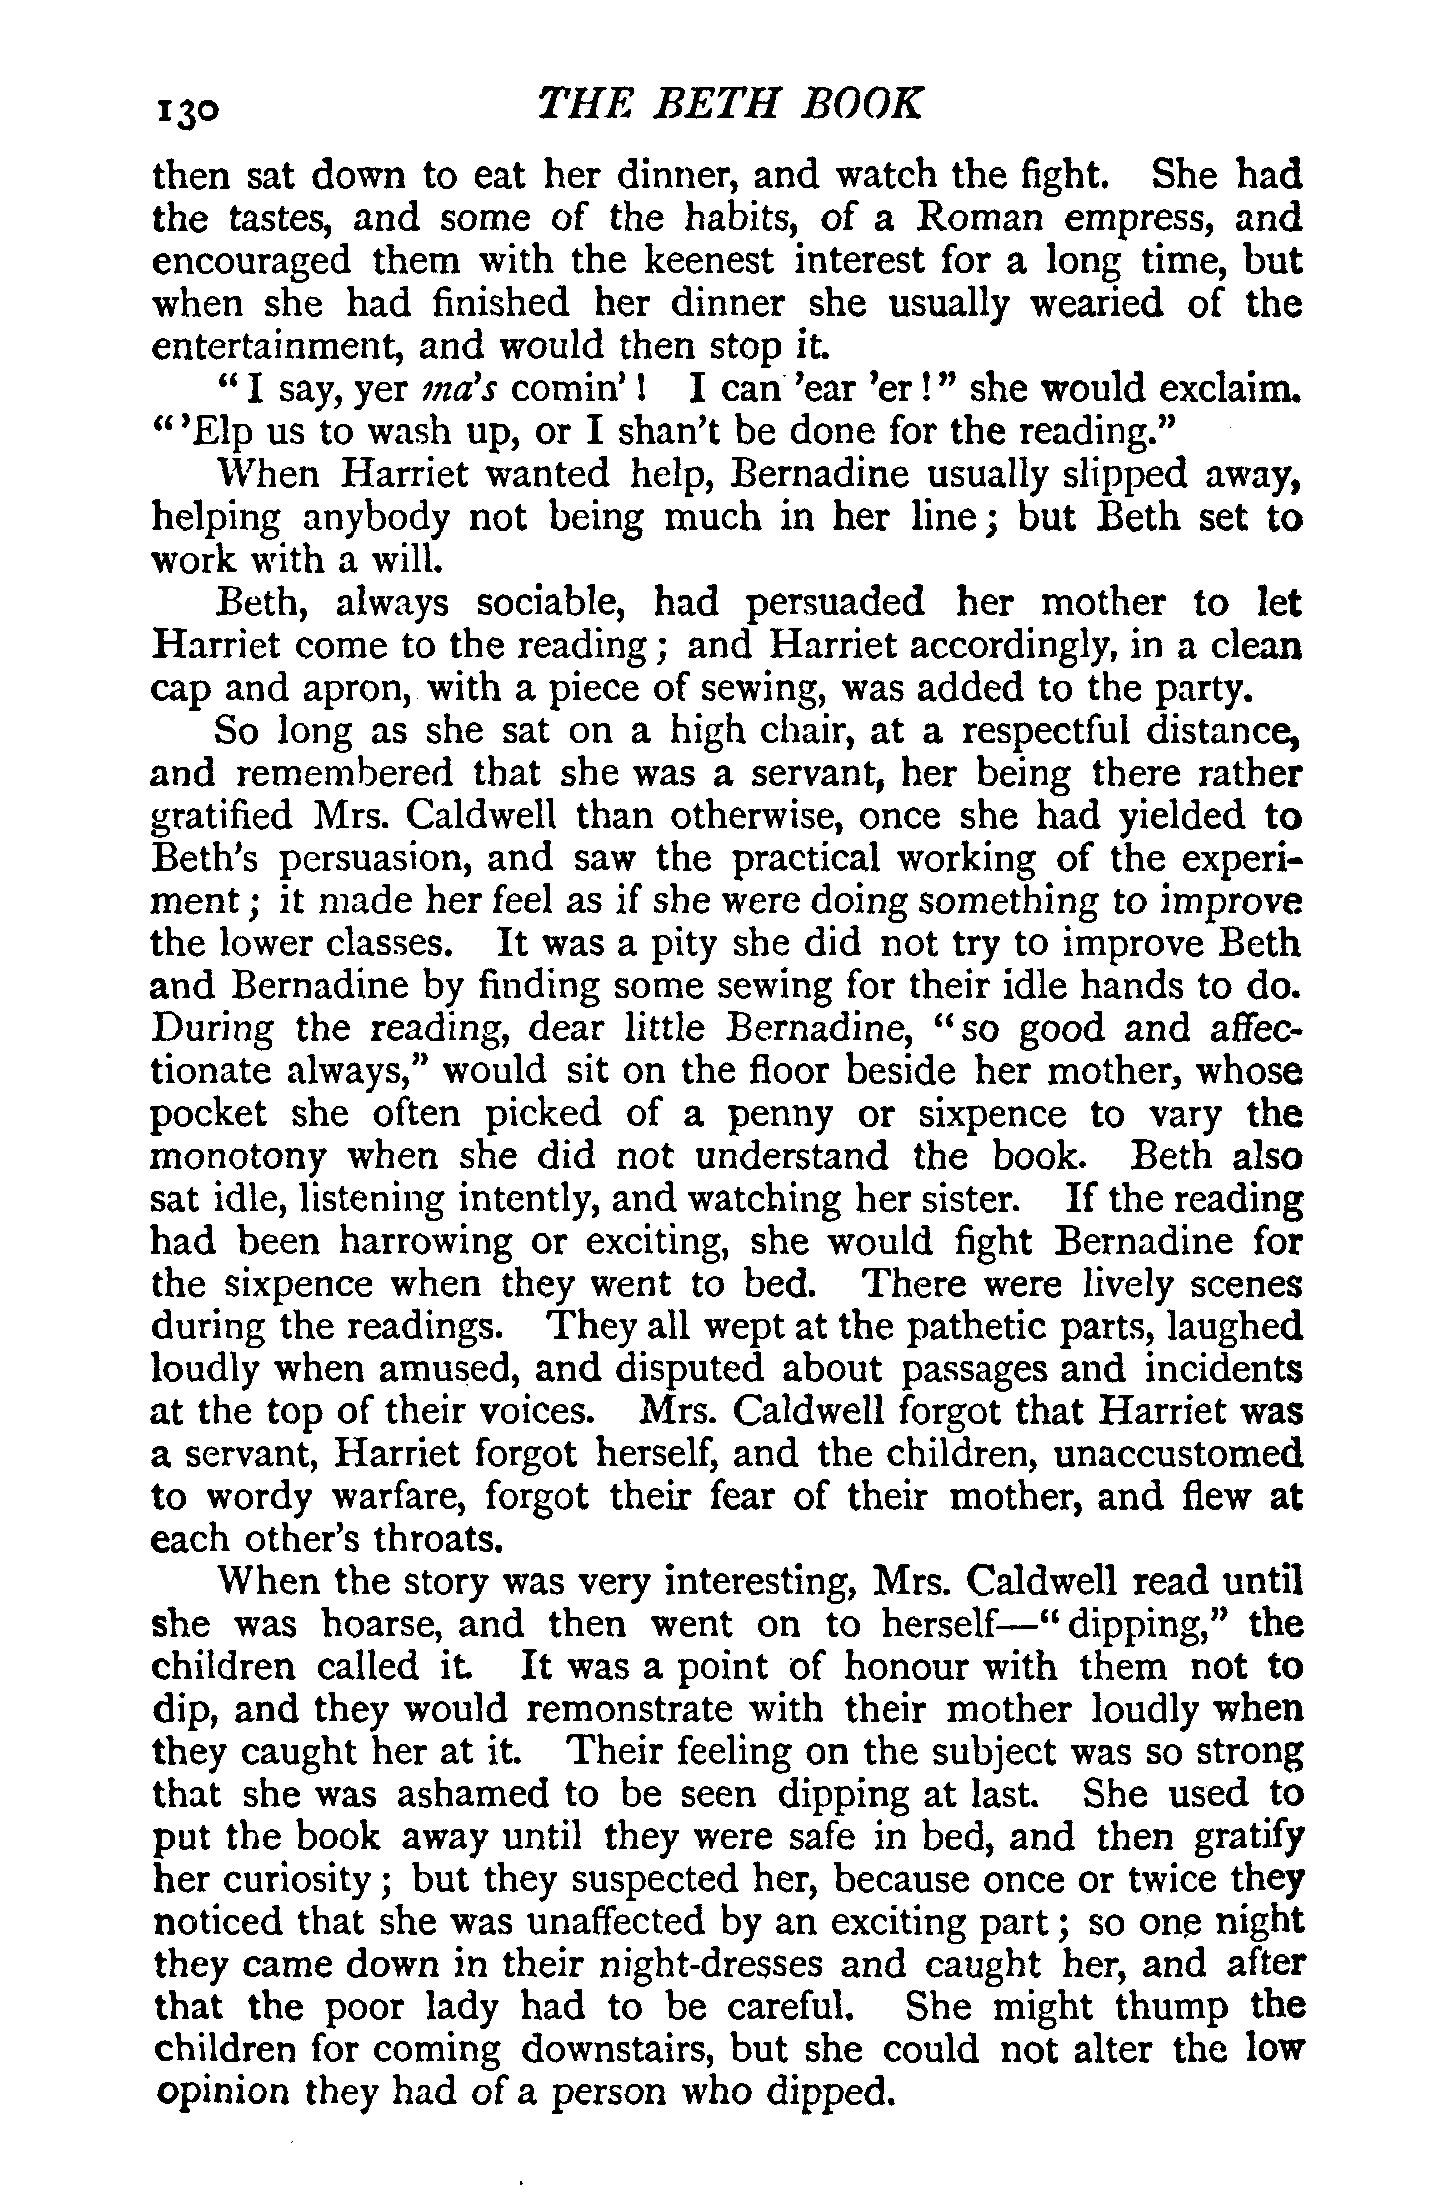 130 THE BETH BOOK
then sat down to eat her dinner, and watch the fight. She had
the tastes, and some of the habits, of a Roman empress, and
encouraged them with the keenest interest for a long time, but
when she had finished her dinner she usually wearied of the
entertainment, and would then stop it.
“I say, yer ma’s comin’! I can ’ear ’er!” she would exclaim.
“’Elp us to wash up, or I shan’t be done for the reading.”
When Harriet wanted help, Bernadine usually slipped away,
helping anybody not being much in her line; but Beth set to
work with a will.
Beth, always sociable, had persuaded her mother to let
Harriet come to the reading; and Harriet accordingly, in a clean
cap and apron, with a piece of sewing, was added to the party.
So long as she sat on a high chair, at a respectful distance,
and remembered that she was a servant, her being there rather
gratified Mrs. Caldwell than otherwise, once she had yielded to
Beth’s persuasion, and saw the practical working of the experi-
ment; it made her feel as if she were doing something to improve
the lower classes. It was a pity she did not try to improve Beth
and Bernadine by finding some sewing for their idle hands to do.
During the reading, dear little Bernadine, “so good and affec-
tionate always,” would sit on the floor beside her mother, whose
pocket she often picked of a penny or sixpence to vary the
monotony when she did not understand the book. Beth also
sat idle, listening intently, and watching her sister. If the reading
had been harrowing or exciting, she would fight Bernadine for
the sixpence when they went to bed. There were lively scenes
during the readings. They all wept at the pathetic parts, laughed
loudly when amused, and disputed about passages and incidents
at the top of their voices. Mrs. Caldwell forgot that Harriet was
a servant, Harriet forgot herself, and the children, unaccustomed
to wordy warfare, forgot their fear of their mother, and flew at
each other’s throats.
When the story was very interesting, Mrs. Caldwell read until
she was hoarse, and then went on to herself—“dipping,” the
children called it. It was a point of honour with them not to
dip, and they would remonstrate with their mother loudly when
they caught her at it. Their feeling on the subject was so strong
that she was ashamed to be seen dipping at last. She used to
put the book away until they were safe in bed, and then gratify
her curiosity; but they suspected her, because once or twice they
noticed that she was unaffected by an exciting part; so one night
they came down in their night-dresses and caught her, and after
that the poor lady had to be careful. She might thump the
children for coming downstairs, but she could not alter the low
opinion they had of a person who dipped.